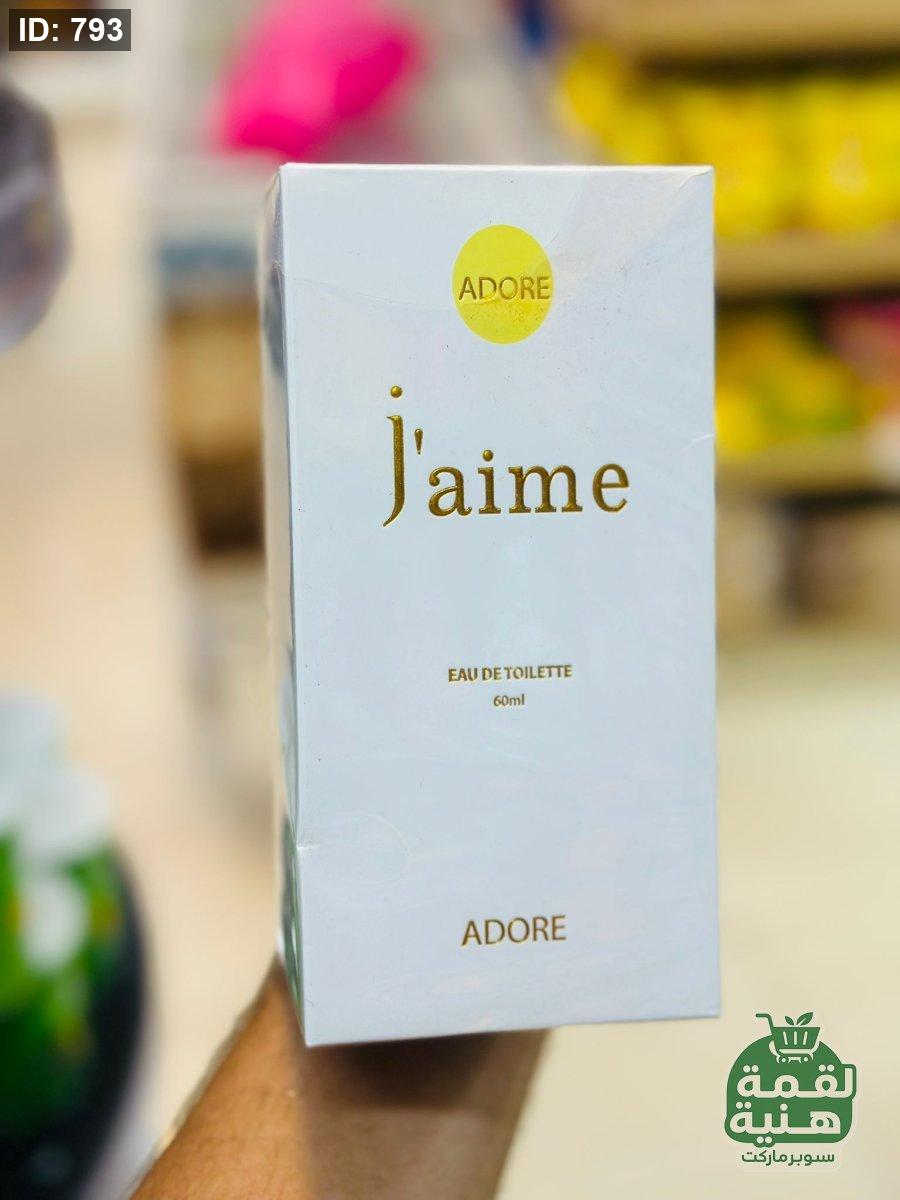 ID: 793
ADORE
j'aime
EAU DE TOILETTE
60ml
ADORE
لقمة
هنية
سوبرماركت